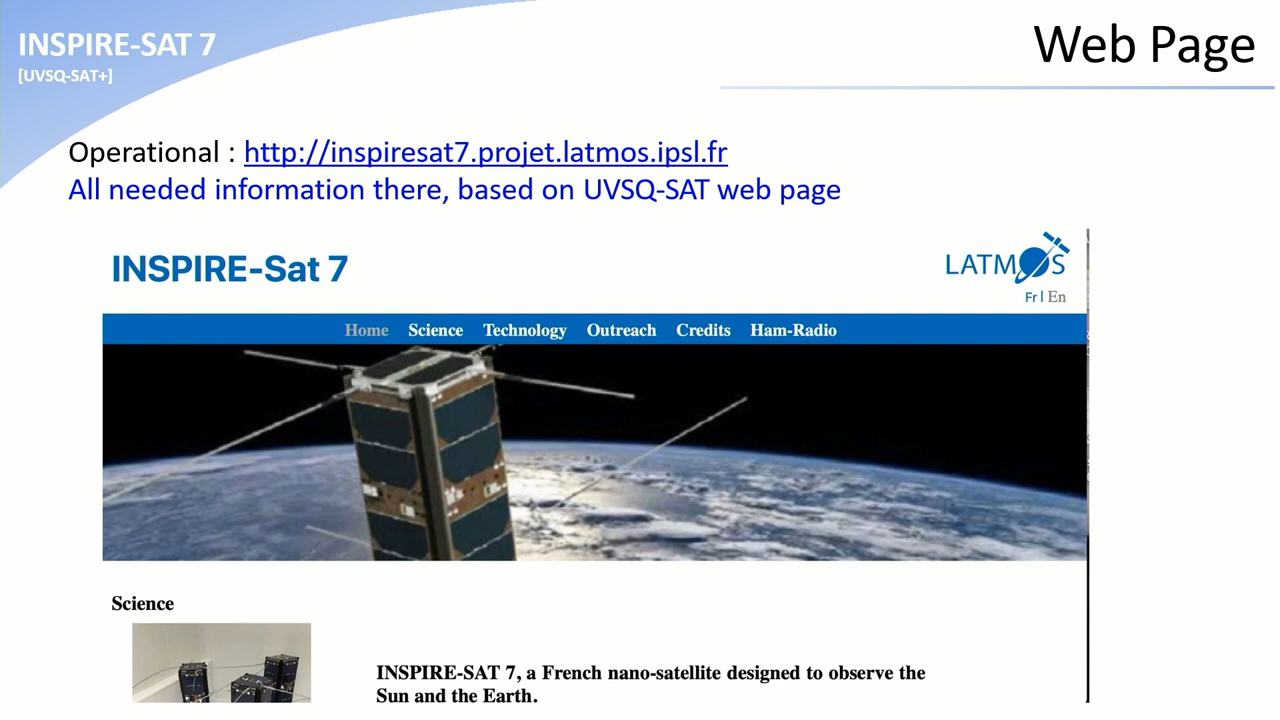 INSPIRE-SAT 7
[UVSQ-SAT+]
Web Page
Operational : http://inspiresat7.projet.latmos.ipsl.fr
All needed information there, based on UVSQ-SAT web page
INSPIRE-Sat 7
LATMOS
Fr | En
Home Science Technology Outreach Credits Ham-Radio
Science
INSPIRE-SAT 7, a French nano-satellite designed to observe the
Sun and the Earth.